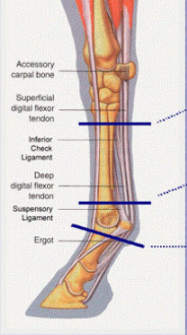 Accessory
carpal bone
Superficial
digital flexor
tendon
Inferior
Check
Ligament
Deep
digital flexor
tendon
Suspensory
Ligament
Ergot